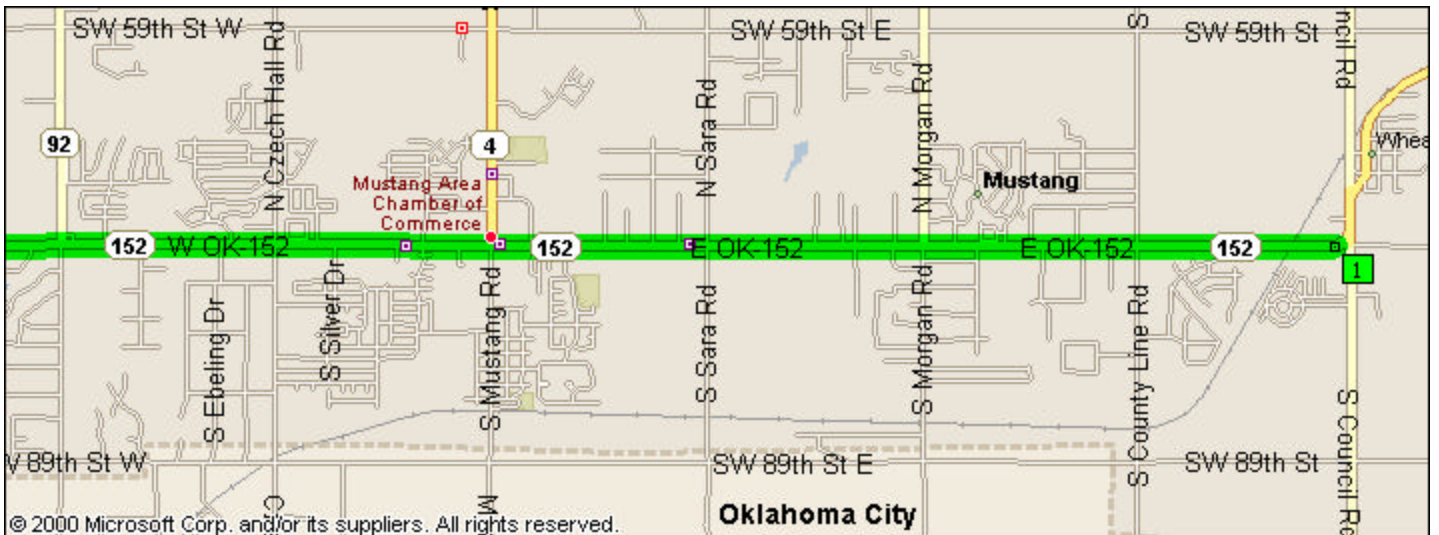 SW 59th St W
SW 59th St E
SW 59th St
N Czech Hall Rd
N Sara Rd
N Morgan Rd
S
ncil Rd
92
4
Whea
Mustang Area
Chamber of
Commerce
Mustang
152
W OK-152
152
E OK-152
E OK-152
152
1
S Ebeling Dr
S Silver Dr
S Mustang Rd
S Sara Rd
S Morgan Rd
S County Line Rd
S Council Rd
V 89th St W
SW 89th St E
SW 89th St
C
M
Oklahoma City
© 2000 Microsoft Corp. and/or its suppliers. All rights reserved.